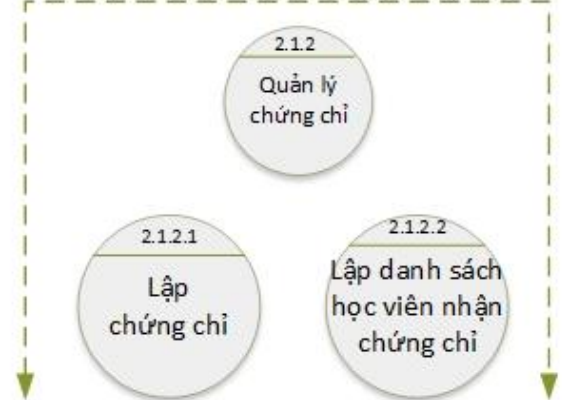 2.1.2
Quản lý
chứng chỉ
2.1.2.1
Lập
chứng chỉ
2.1.2.2
Lập danh sách
học viên nhận
chứng chỉ